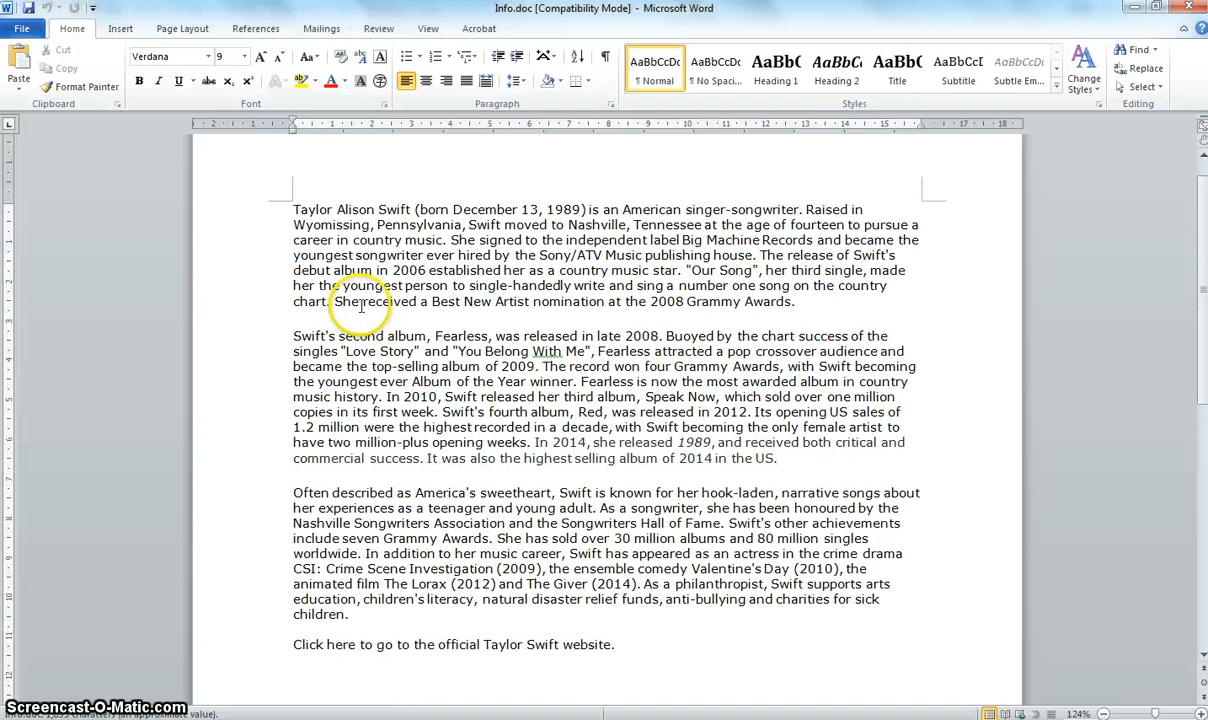 Info.doc [Compatibility Mode] - Microsoft Word
File Home Insert Page Layout References Mailings Review View Acrobat
Cut
Copy
Paste
Format Painter
Clipboard
Verdana 9
Font
Paragraph
AaBbCcDc AaBbCcDc AaBbC AaBbCc AaBbC AaBbCcD AaBbCcDc
¶ Normal ¶ No Spaci... Heading 1 Heading 2 Title Subtitle Subtle Em...
Styles
Change
Styles
Find
Replace
Select
Editing
2 1 1 2 3 4 5 6 7 8 9 10 11 12 13 14 15 17 18
Taylor Alison Swift (born December 13, 1989) is an American singer-songwriter. Raised in
Wyomissing, Pennsylvania, Swift moved to Nashville, Tennessee at the age of fourteen to pursue a
career in country music. She signed to the independent label Big Machine Records and became the
youngest songwriter ever hired by the Sony/ATV Music publishing house. The release of Swift's
debut album in 2006 established her as a country music star. "Our Song", her third single, made
her the youngest person to single-handedly write and sing a number one song on the country
chart. She received a Best New Artist nomination at the 2008 Grammy Awards.
Swift's second album, Fearless, was released in late 2008. Buoyed by the chart success of the
singles "Love Story" and "You Belong With Me", Fearless attracted a pop crossover audience and
became the top-selling album of 2009. The record won four Grammy Awards, with Swift becoming
the youngest ever Album of the Year winner. Fearless is now the most awarded album in country
music history. In 2010, Swift released her third album, Speak Now, which sold over one million
copies in its first week. Swift's fourth album, Red, was released in 2012. Its opening US sales of
1.2 million were the highest recorded in a decade, with Swift becoming the only female artist to
have two million-plus opening weeks. In 2014, she released 1989, and received both critical and
commercial success. It was also the highest selling album of 2014 in the US.
Often described as America's sweetheart, Swift is known for her hook-laden, narrative songs about
her experiences as a teenager and young adult. As a songwriter, she has been honoured by the
Nashville Songwriters Association and the Songwriters Hall of Fame. Swift's other achievements
include seven Grammy Awards. She has sold over 30 million albums and 80 million singles
worldwide. In addition to her music career, Swift has appeared as an actress in the crime drama
CSI: Crime Scene Investigation (2009), the ensemble comedy Valentine's Day (2010), the
animated film The Lorax (2012) and The Giver (2014). As a philanthropist, Swift supports arts
education, children's literacy, natural disaster relief funds, anti-bullying and charities for sick
children.
Click here to go to the official Taylor Swift website.
Screencast-O-Matic.com
124%